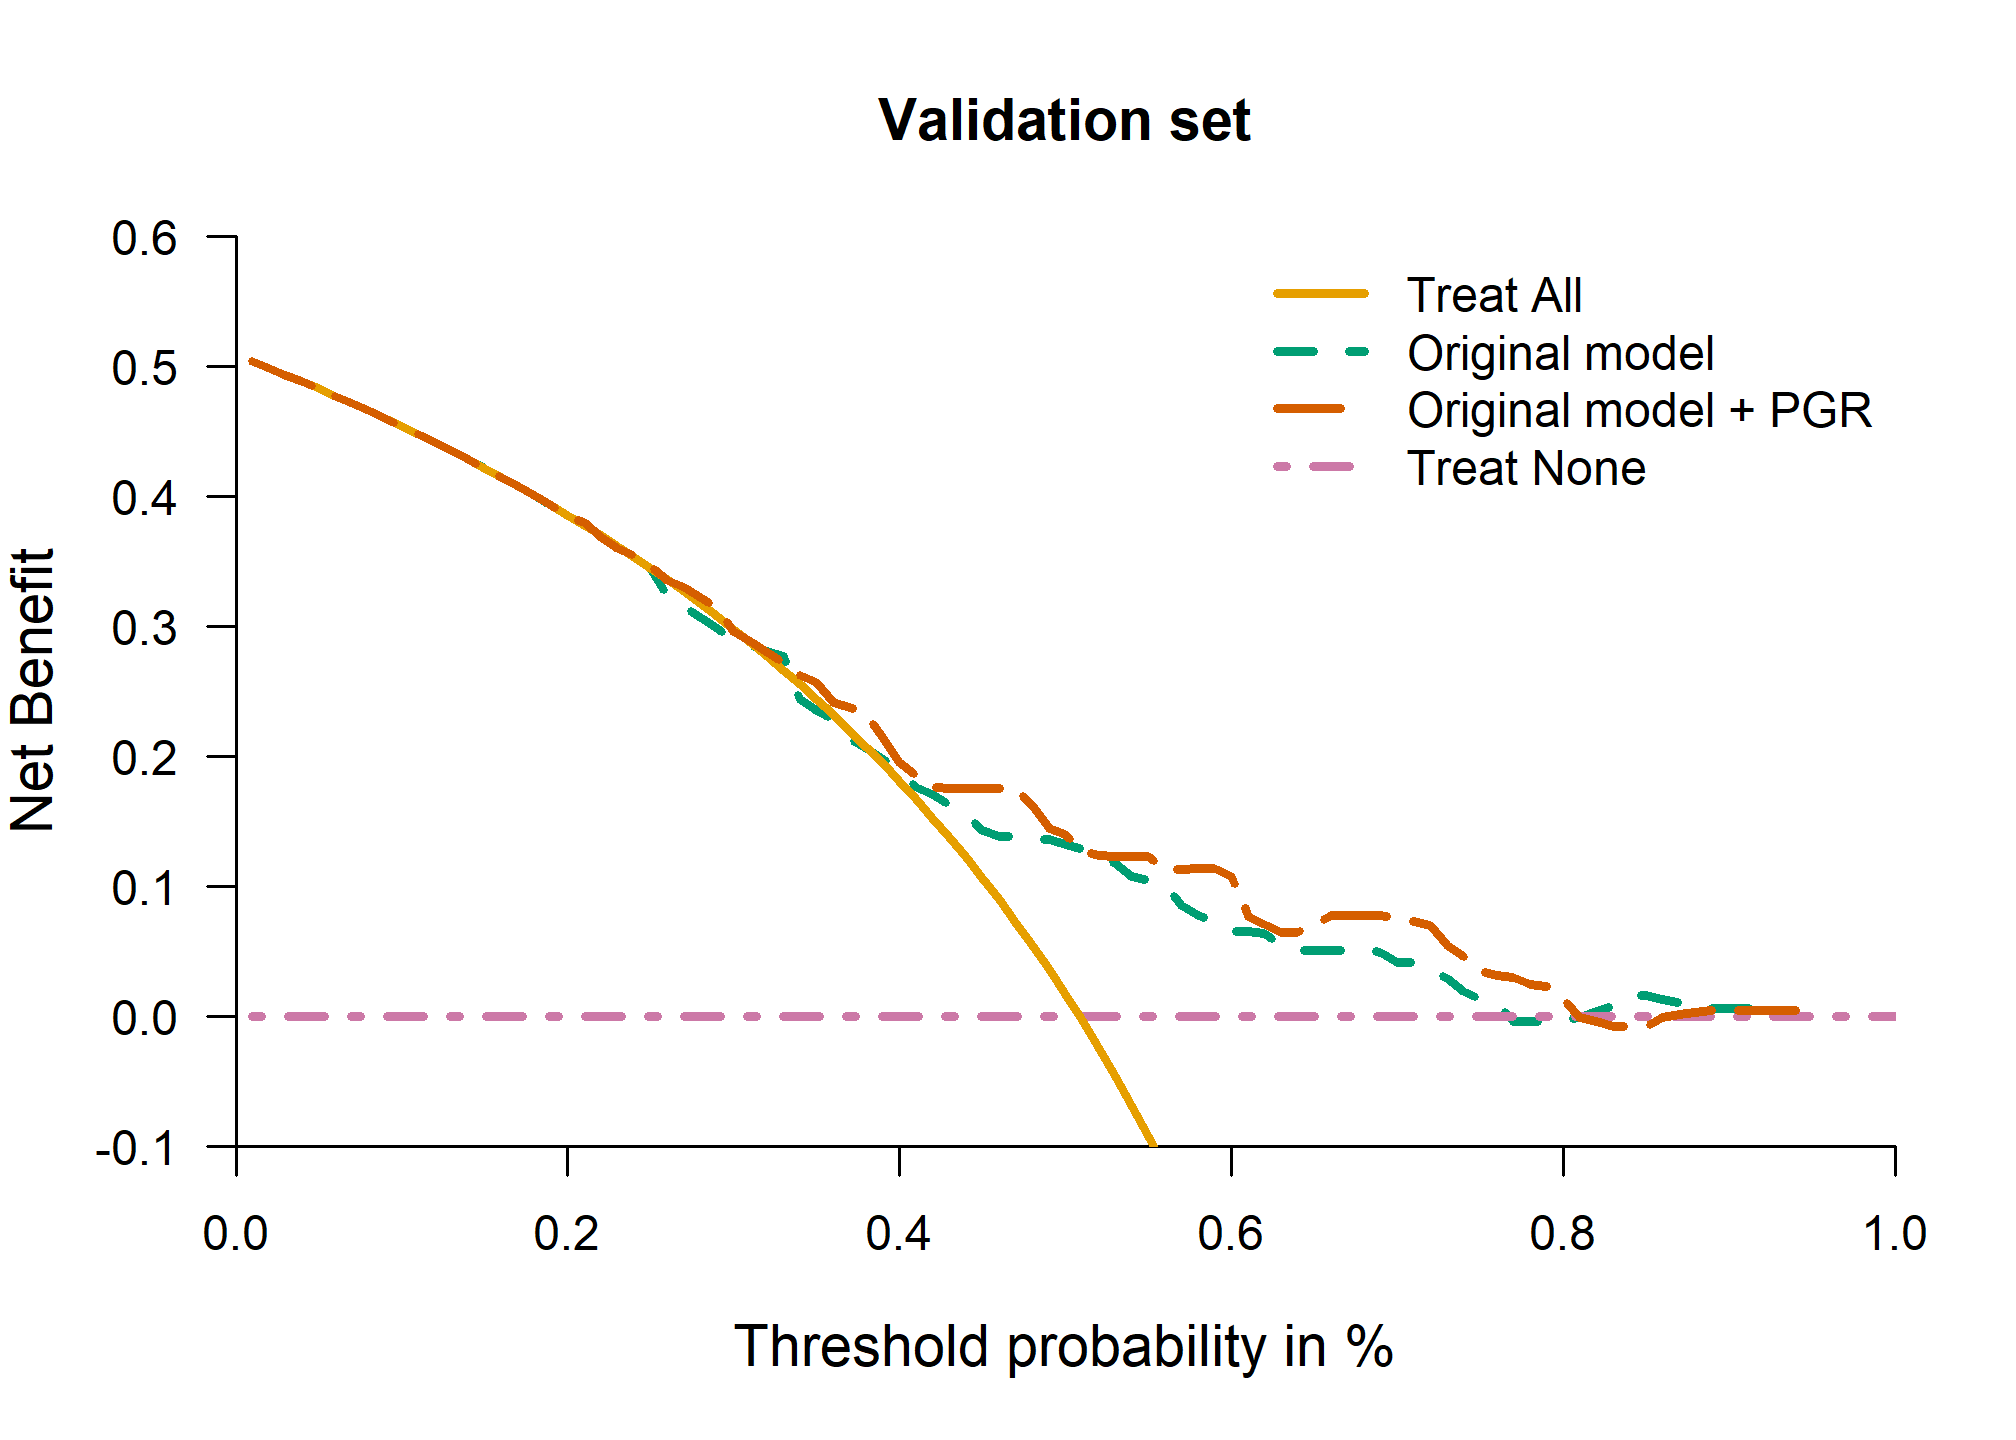 Validation set
0.6
0.5
0.4
0.3
0.2
0.1
0.0
-0.1
Net Benefit
Treat All
Original model
Original model + PGR
Treat None
0.0 0.2 0.4 0.6 0.8 1.0
Threshold probability in %